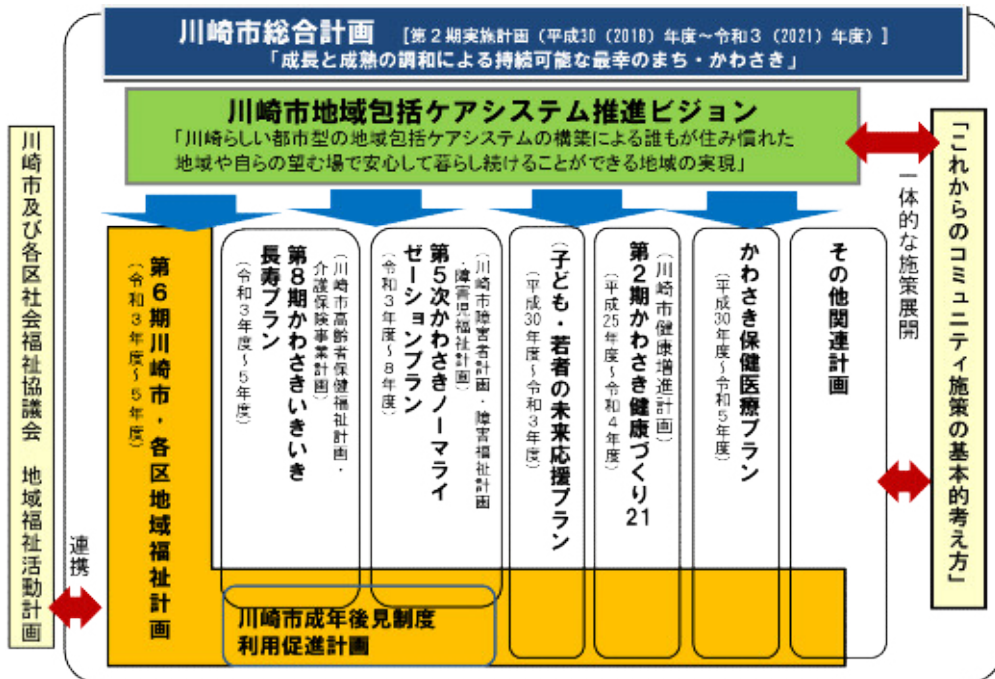 川崎市総合計画 [第2期実施計画(平成30(2018)年度~令和3(2021)年度)]
「成長と成熟の調和による持続可能な最幸のまち・かわさき」
川崎市地域包括ケアシステム推進ビジョン
「川崎らしい都市型の地域包括ケアシステムの構築による誰もが住み慣れた
地域や自らの望む場で安心して暮らし続けることができる地域の実現」
川崎市及び各区社会福祉協議会 地域福祉活動計画
連携
第6期川崎市・各区地域福祉計画
(令和3年度~5年度)
(川崎市高齢者保健福祉計画・
介護保険事業計画)
第8期かわさきいきいき
長寿プラン
(令和3年度~5年度)
(川崎市障害者計画・障害福祉計画
・障害児福祉計画)
第5次かわさきノーマライ
ゼーションプラン
(令和3年度~8年度)
子ども・若者の未来応援プラン
(平成30年度~令和3年度)
(川崎市健康増進計画)
第2期かわさき健康づくり21
(平成25年度~令和4年度)
かわさき保健医療プラン
(平成30年度~令和5年度)
その他関連計画
川崎市成年後見制度
利用促進計画
一体的な施策展開
「これからのコミュニティ施策の基本的考え方」